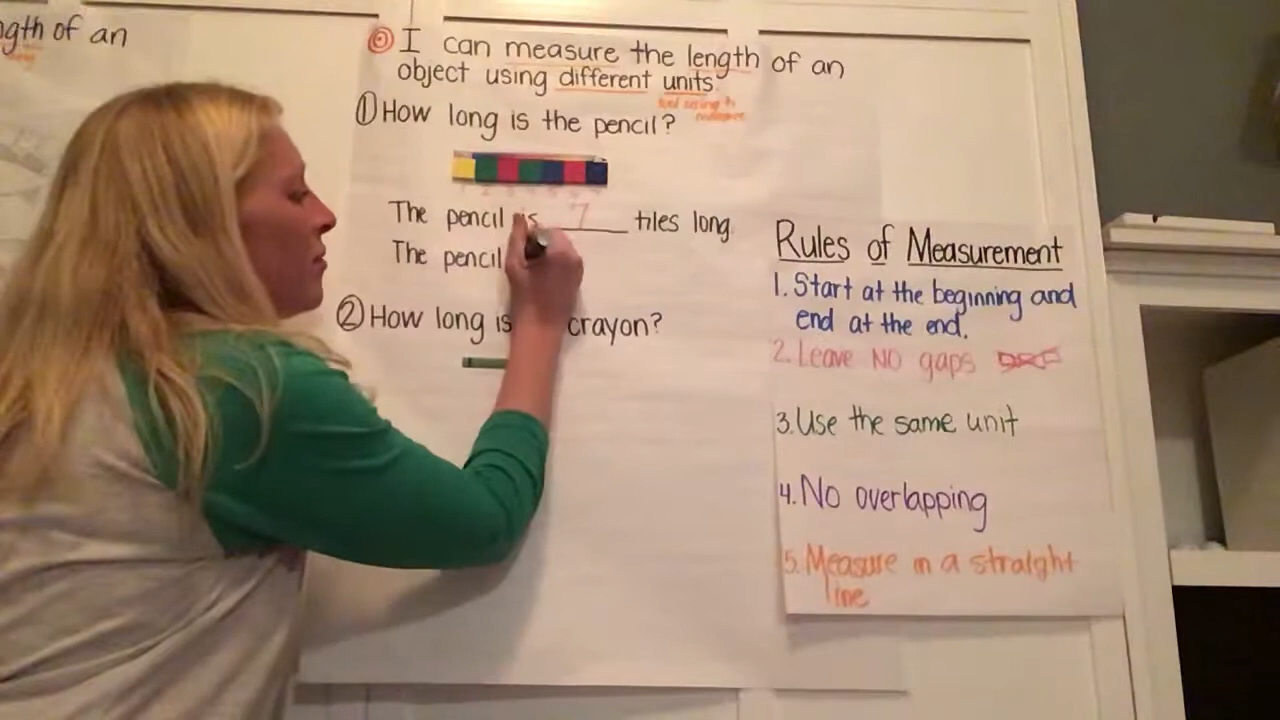 gth of an
I can measure the length of an
object using different units
① How long is the pencil?
The pencil is 7 tiles long
The pencil
② How long is crayon?
Rules of Measurement
1. Start at the beginning and
end at the end.
2. Leave NO gaps
3. Use the same unit
4. No overlapping
5. Measure in a straight
line